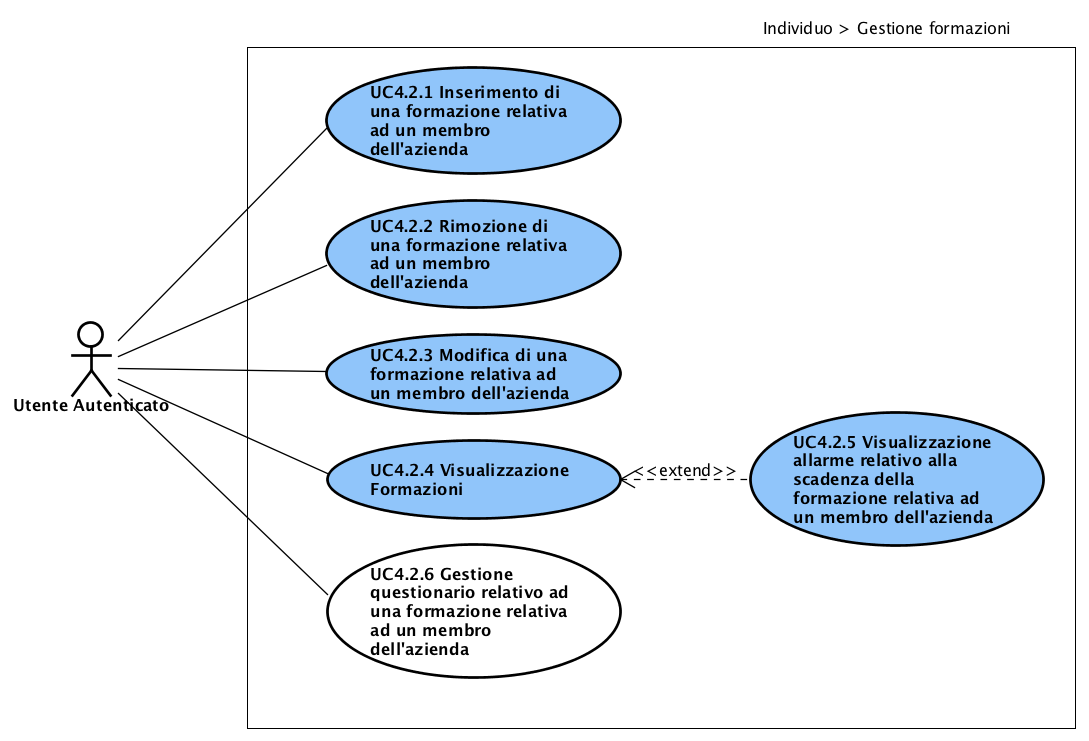 Individuo > Gestione formazioni
UC4.2.1 Inserimento di
una formazione relativa
ad un membro
dell'azienda
UC4.2.2 Rimozione di
una formazione relativa
ad un membro
dell'azienda
UC4.2.3 Modifica di una
formazione relativa ad
un membro dell'azienda
Utente Autenticato
UC4.2.4 Visualizzazione
Formazioni
<<extend>>
UC4.2.5 Visualizzazione
allarme relativo alla
scadenza della
formazione relativa ad
un membro dell'azienda
UC4.2.6 Gestione
questionario relativo ad
una formazione relativa
ad un membro
dell'azienda